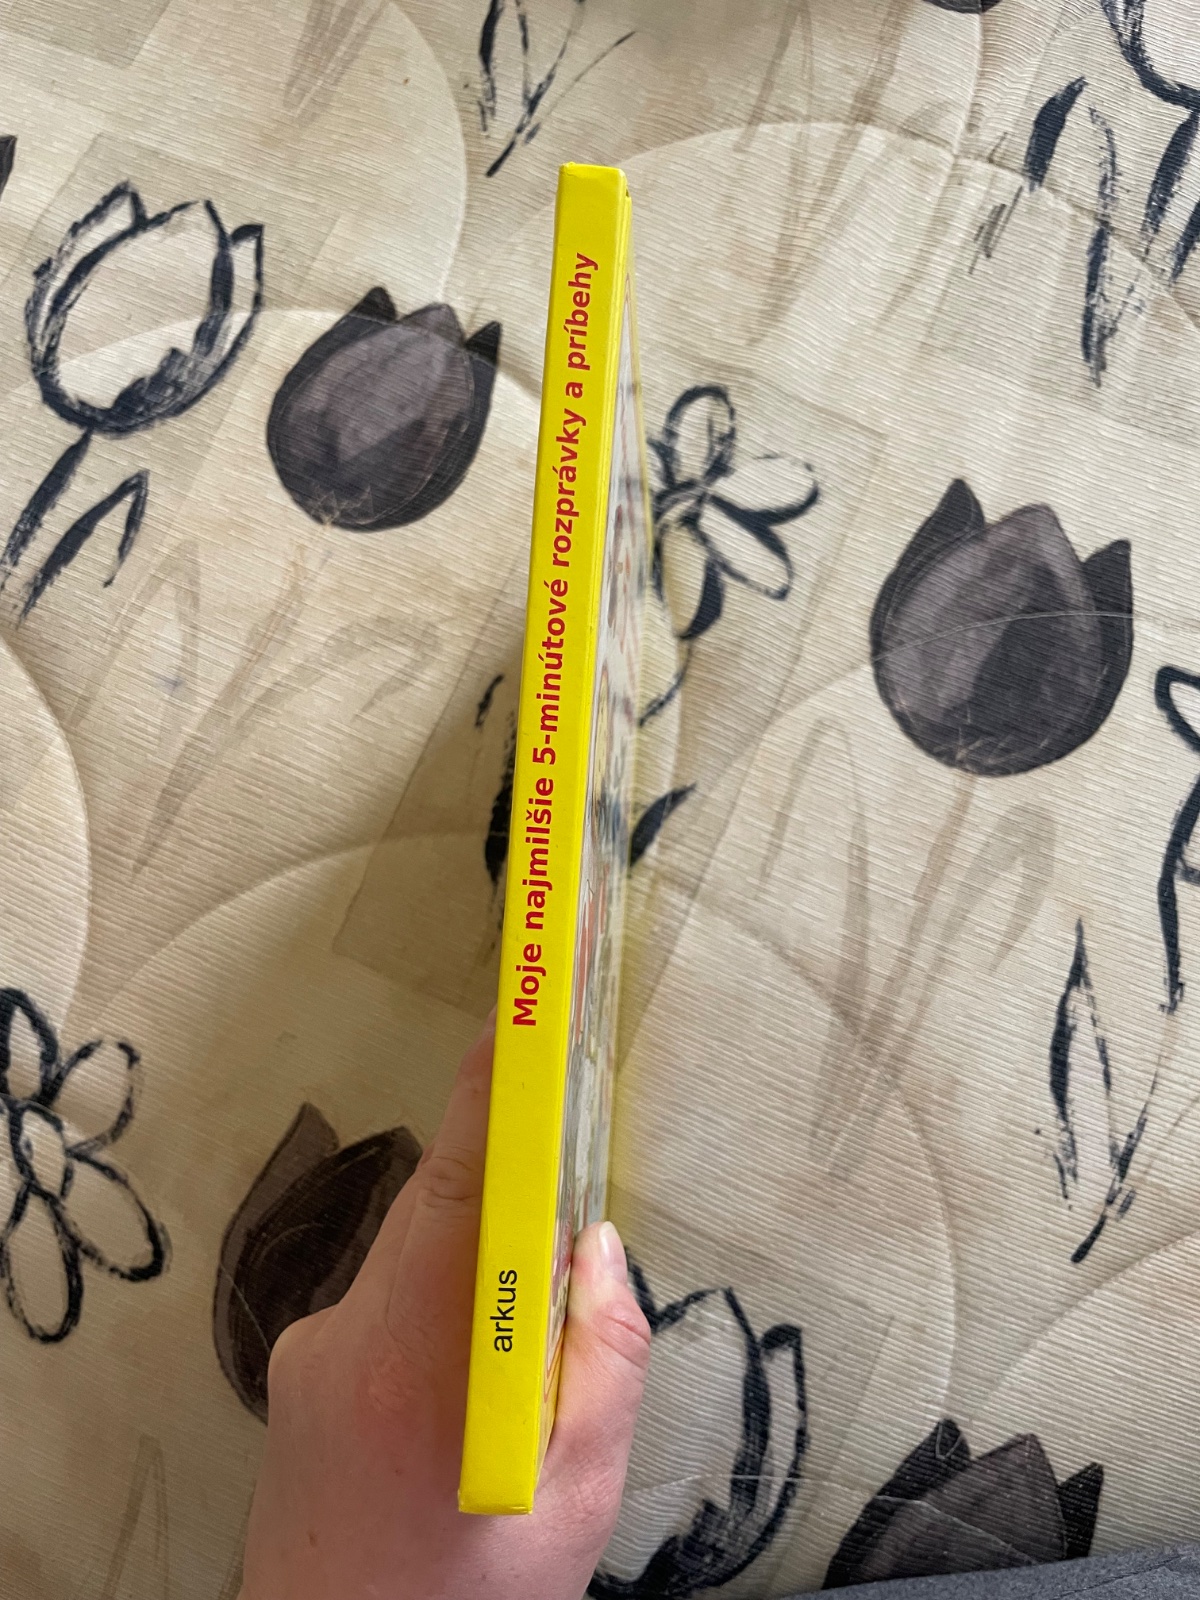 Moje najmilšie 5-minútové rozprávky a príbehy
arkus